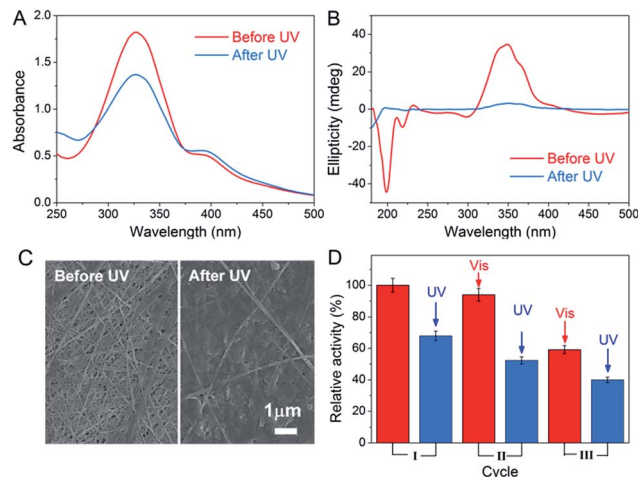 A
2.0
1.5
1.0
0.5
0.0
Absorbance
Before UV
After UV
250 300 350 400 450 500
Wavelength (nm)
B
40
20
0
-20
-40
Ellipticity (mdeg)
Before UV
After UV
200 250 300 350 400 450 500
Wavelength (nm)
C
Before UV
After UV
1μm
D
100
80
60
40
20
0
Relative activity (%)
UV
Vis
UV
Vis
UV
I II III
Cycle